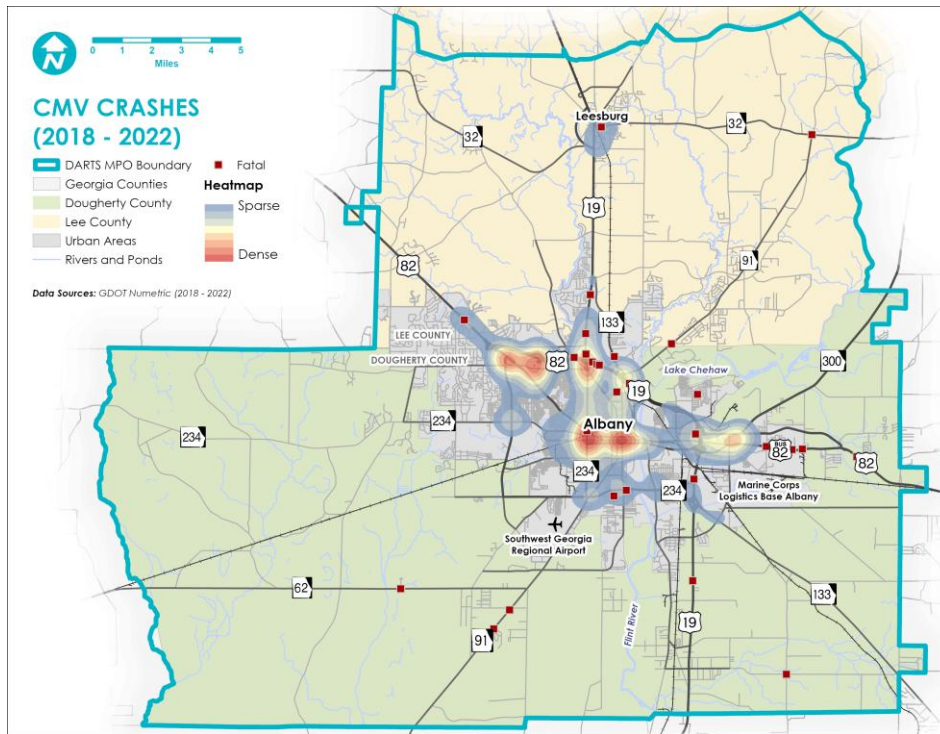 N
0 1 2 3 4 5
Miles
CMV CRASHES
(2018 - 2022)
DARTS MPO Boundary
Georgia Counties
Dougherty County
Lee County
Urban Areas
Rivers and Ponds
Fatal
Heatmap
Sparse
Dense
Data Sources: GDOT Numetric (2018 - 2022)
Leesburg
32
32
19
91
82
133
300
LEE COUNTY
DOUGHERTY COUNTY
82
Lake Chehaw
19
234
234
Albany
BUS
82
82
234
234
Marine Corps
Logistics Base Albany
Southwest Georgia
Regional Airport
62
133
Flint River
19
91